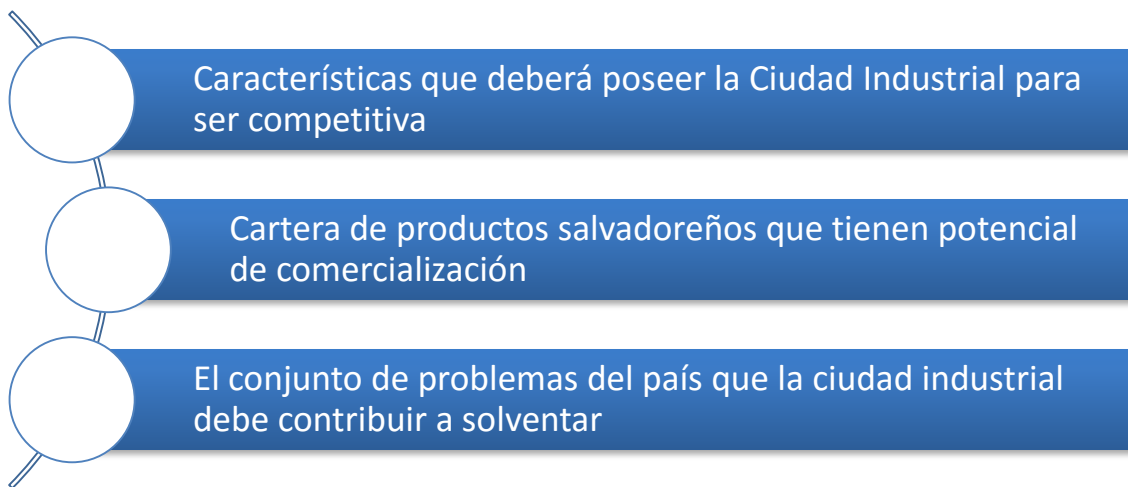 Características que deberá poseer la Ciudad Industrial para
ser competitiva
Cartera de productos salvadoreños que tienen potencial
de comercialización
El conjunto de problemas del país que la ciudad industrial
debe contribuir a solventar